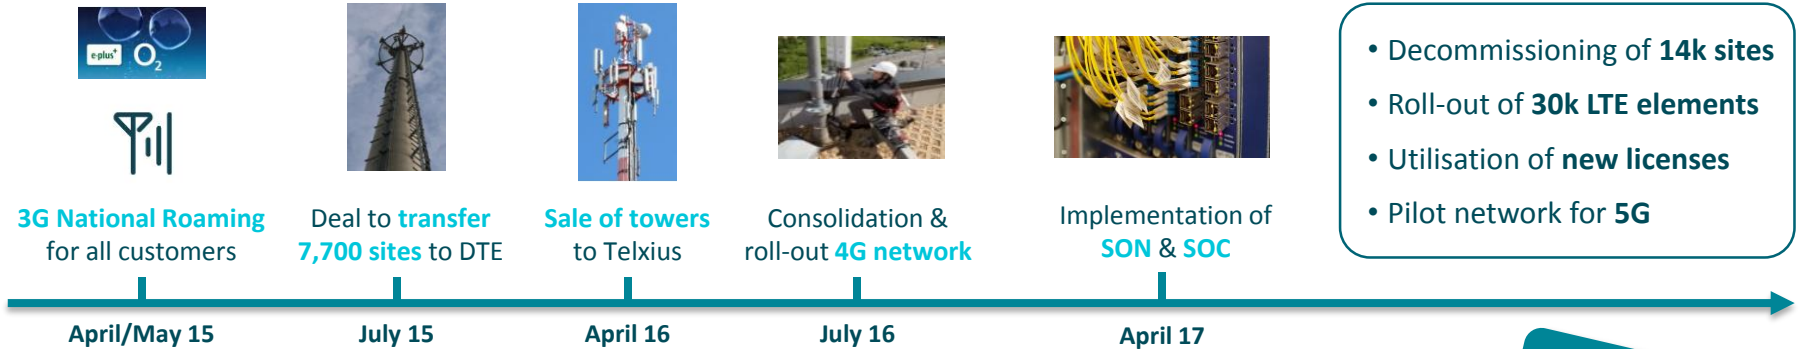 e-plus+
O2
3G National Roaming
for all customers
April/May 15
Deal to transfer
7,700 sites to DTE
July 15
Sale of towers
to Telxius
April 16
Consolidation &
roll-out 4G network
July 16
Implementation of
SON & SOC
April 17
• Decommissioning of 14k sites
• Roll-out of 30k LTE elements
• Utilisation of new licenses
• Pilot network for 5G